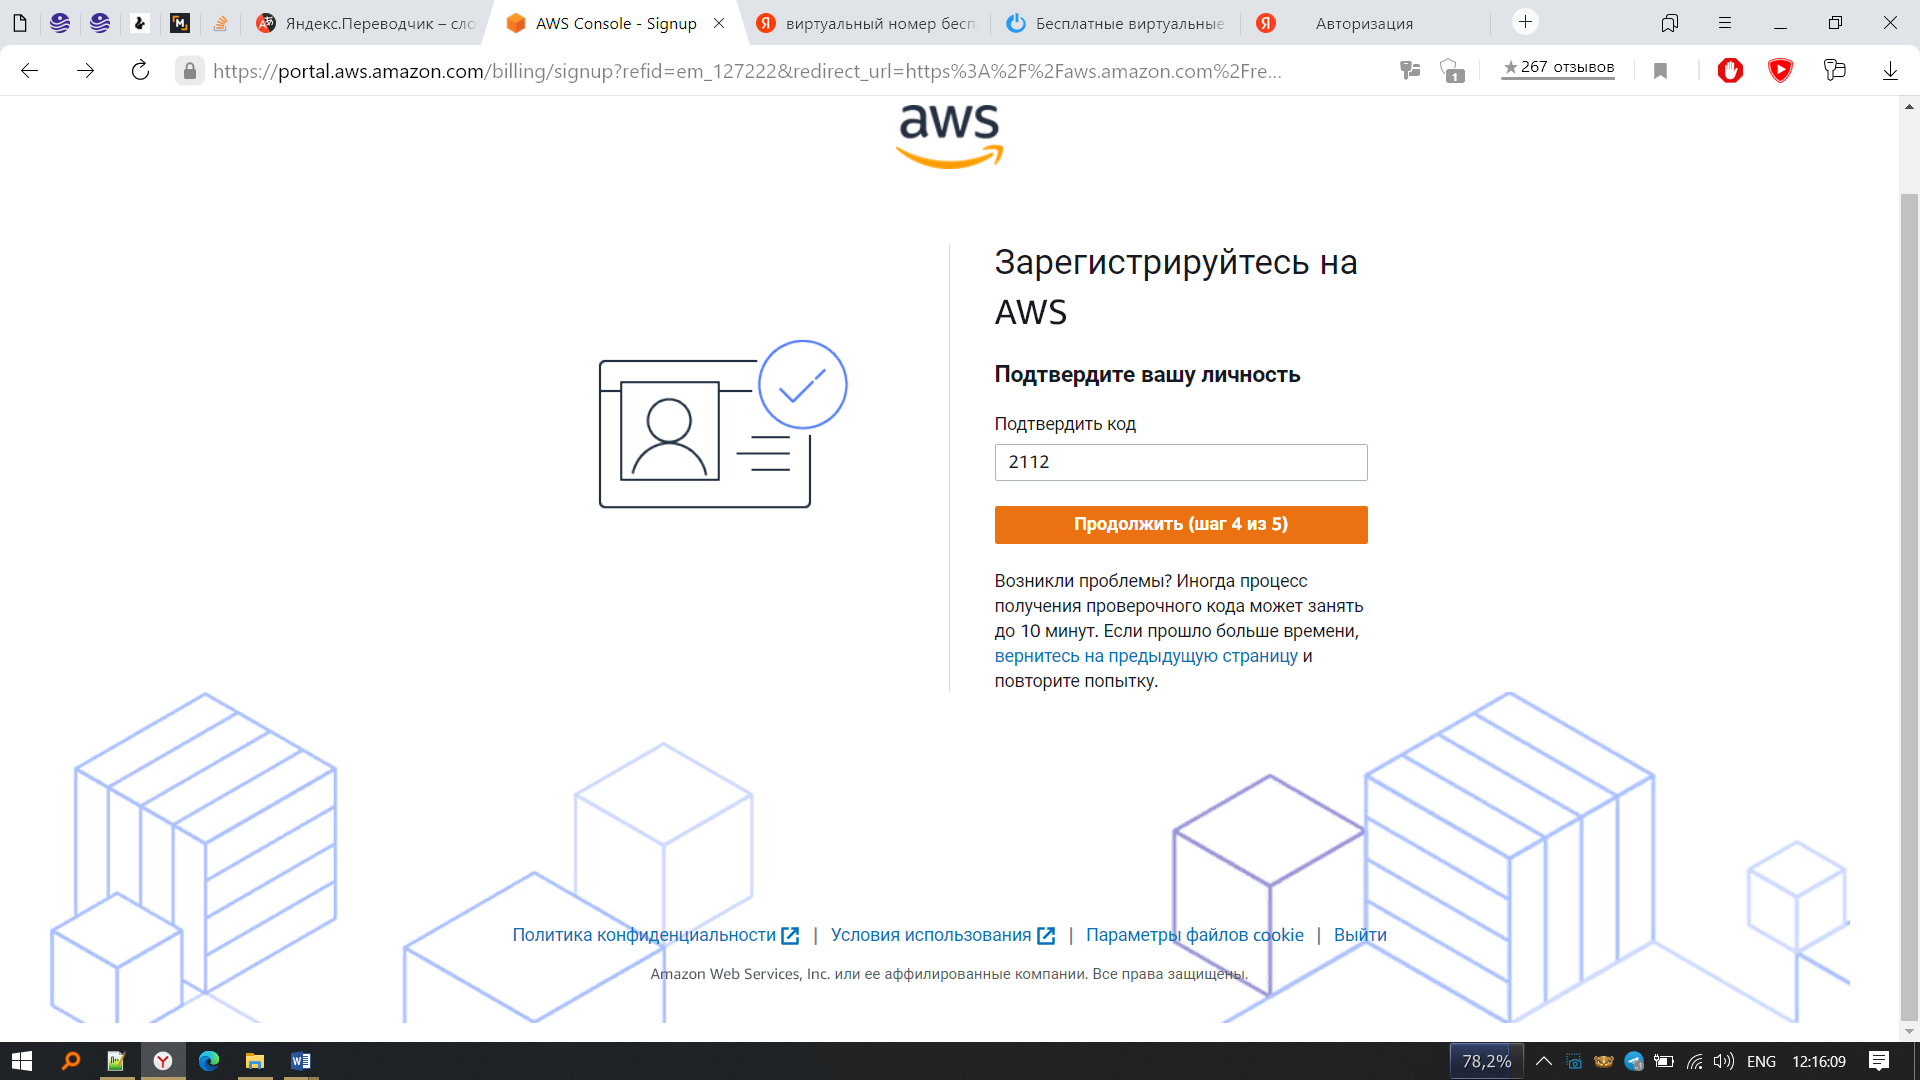 Яндекс.Переводчик – сло
AWS Console - Signup
виртуальный номер бесп
Бесплатные виртуальные
Авторизация
https://portal.aws.amazon.com/billing/signup?refid=em_127222&redirect_url=https%3A%2F%2Faws.amazon.com%2Fre...
1
★267 отзывов
aws
Зарегистрируйтесь на
AWS
Подтвердите вашу личность
Подтвердить код
2112
Продолжить (шаг 4 из 5)
Возникли проблемы? Иногда процесс
получения проверочного кода может занять
до 10 минут. Если прошло больше времени,
вернитесь на предыдущую страницу и
повторите попытку.
Политика конфиденциальности | Условия использования | Параметры файлов cookie | Выйти
Amazon Web Services, Inc. или ее аффилированные компании. Все права защищены.
78,2%
ENG
12:16:09